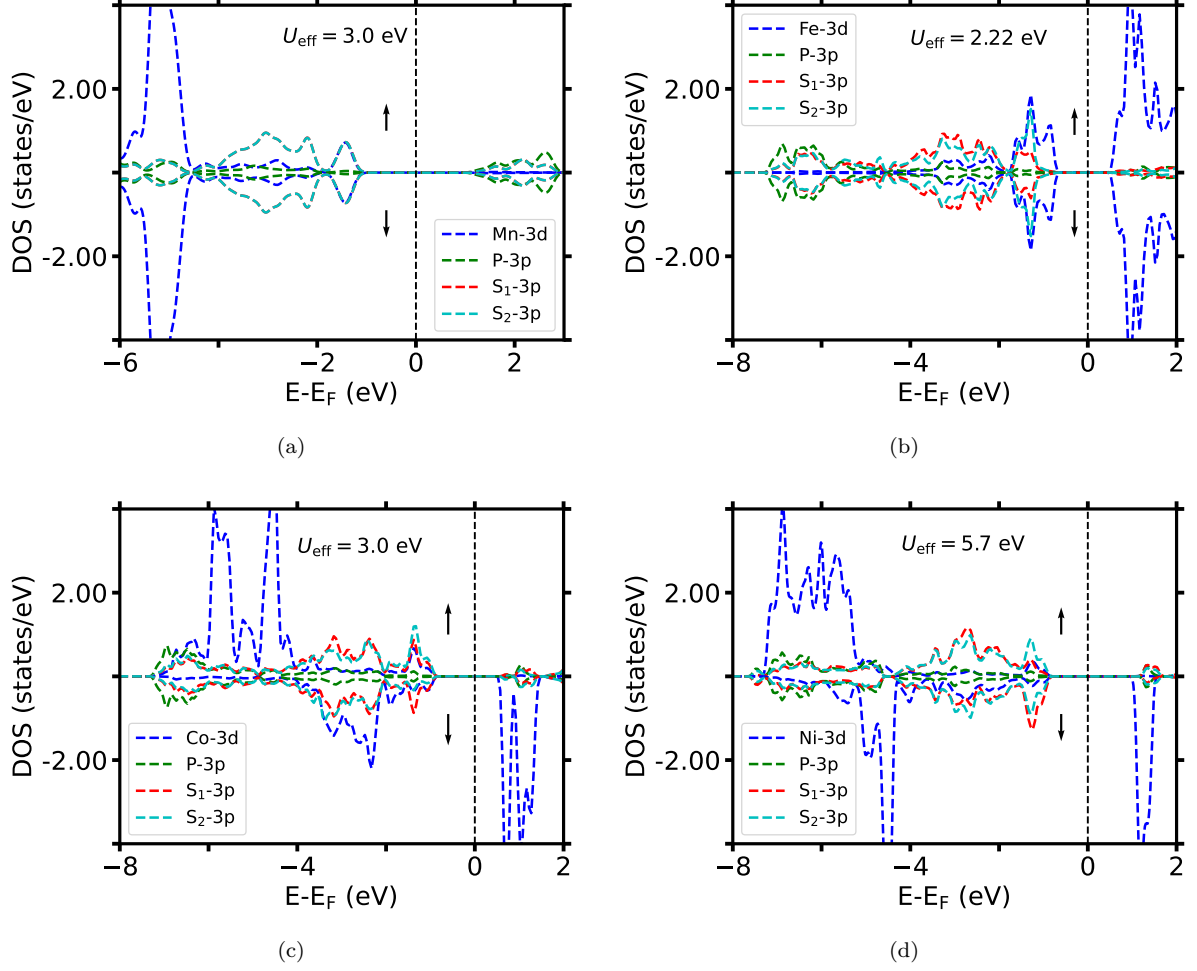 U_eff = 3.0 eV
2.00
-2.00
DOS (states/eV)
Mn-3d
P-3p
S₁-3p
S₂-3p
−6
−4
−2
0
2
E-E_F (eV)
(a)
Fe-3d
P-3p
S₁-3p
S₂-3p
U_eff = 2.22 eV
2.00
-2.00
DOS (states/eV)
−8
−4
0
2
E-E_F (eV)
(b)
U_eff = 3.0 eV
2.00
-2.00
DOS (states/eV)
Co-3d
P-3p
S₁-3p
S₂-3p
−8
−6
−4
−2
0
2
E-E_F (eV)
(c)
U_eff = 5.7 eV
2.00
-2.00
DOS (states/eV)
Ni-3d
P-3p
S₁-3p
S₂-3p
−8
−4
0
2
E-E_F (eV)
(d)